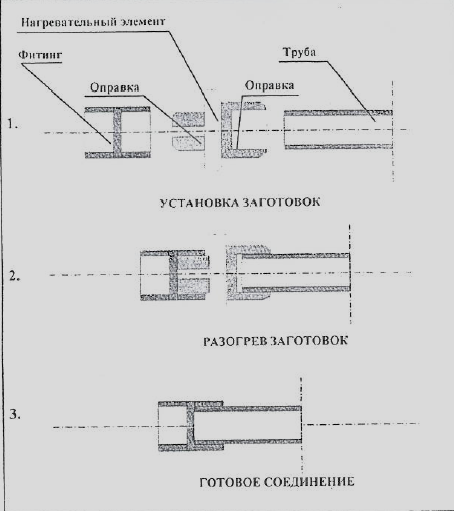 Нагревательный элемент
Фитинг
Оправка
Оправка
Труба
1.
УСТАНОВКА ЗАГОТОВОК
2.
РАЗОГРЕВ ЗАГОТОВОК
3.
ГОТОВОЕ СОЕДИНЕНИЕ